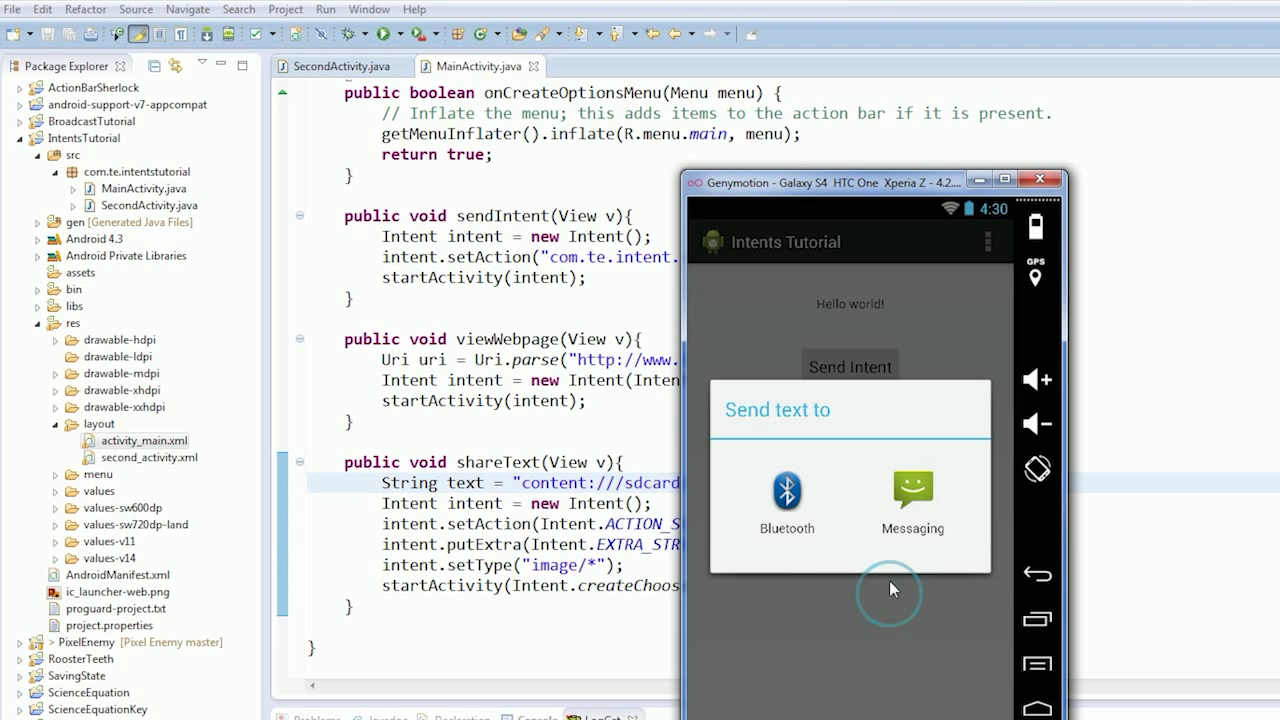 File Edit Refactor Source Navigate Search Project Run Window Help
Package Explorer
SecondActivity.java
MainActivity.java
ActionBarSherlock
android-support-v7-appcompat
BroadcastTutorial
IntentsTutorial
src
com.te.intentstutorial
MainActivity.java
SecondActivity.java
gen [Generated Java Files]
Android 4.3
Android Private Libraries
assets
bin
libs
res
drawable-hdpi
drawable-ldpi
drawable-mdpi
drawable-xhdpi
drawable-xxhdpi
layout
activity_main.xml
second_activity.xml
menu
values
values-sw600dp
values-sw720dp-land
values-v11
values-v14
AndroidManifest.xml
ic_launcher-web.png
proguard-project.txt
project.properties
> PixelEnemy [Pixel Enemy master]
RoosterTeeth
SavingState
ScienceEquation
ScienceEquationKey
public boolean onCreateOptionsMenu(Menu menu) {
// Inflate the menu; this adds items to the action bar if it is present.
getMenuInflater().inflate(R.menu.main, menu);
return true;
}
public void sendIntent(View v){
Intent intent = new Intent();
intent.setAction("com.te.intent.
startActivity(intent);
}
public void viewWebpage(View v){
Uri uri = Uri.parse("http://www.
Intent intent = new Intent(Inten
startActivity(intent);
}
public void shareText(View v){
String text = "content:///sdcard
Intent intent = new Intent();
intent.setAction(Intent.ACTION_S
intent.putExtra(Intent.EXTRA_STR
intent.setType("image/*");
startActivity(Intent.createChoos
}
}
Genymotion - Galaxy S4 HTC One Xperia Z - 4.2....
4:30
Intents Tutorial
GPS
Hello world!
Send Intent
Send text to
Bluetooth
Messaging
Problems Javadoc Declaration Console LogCat